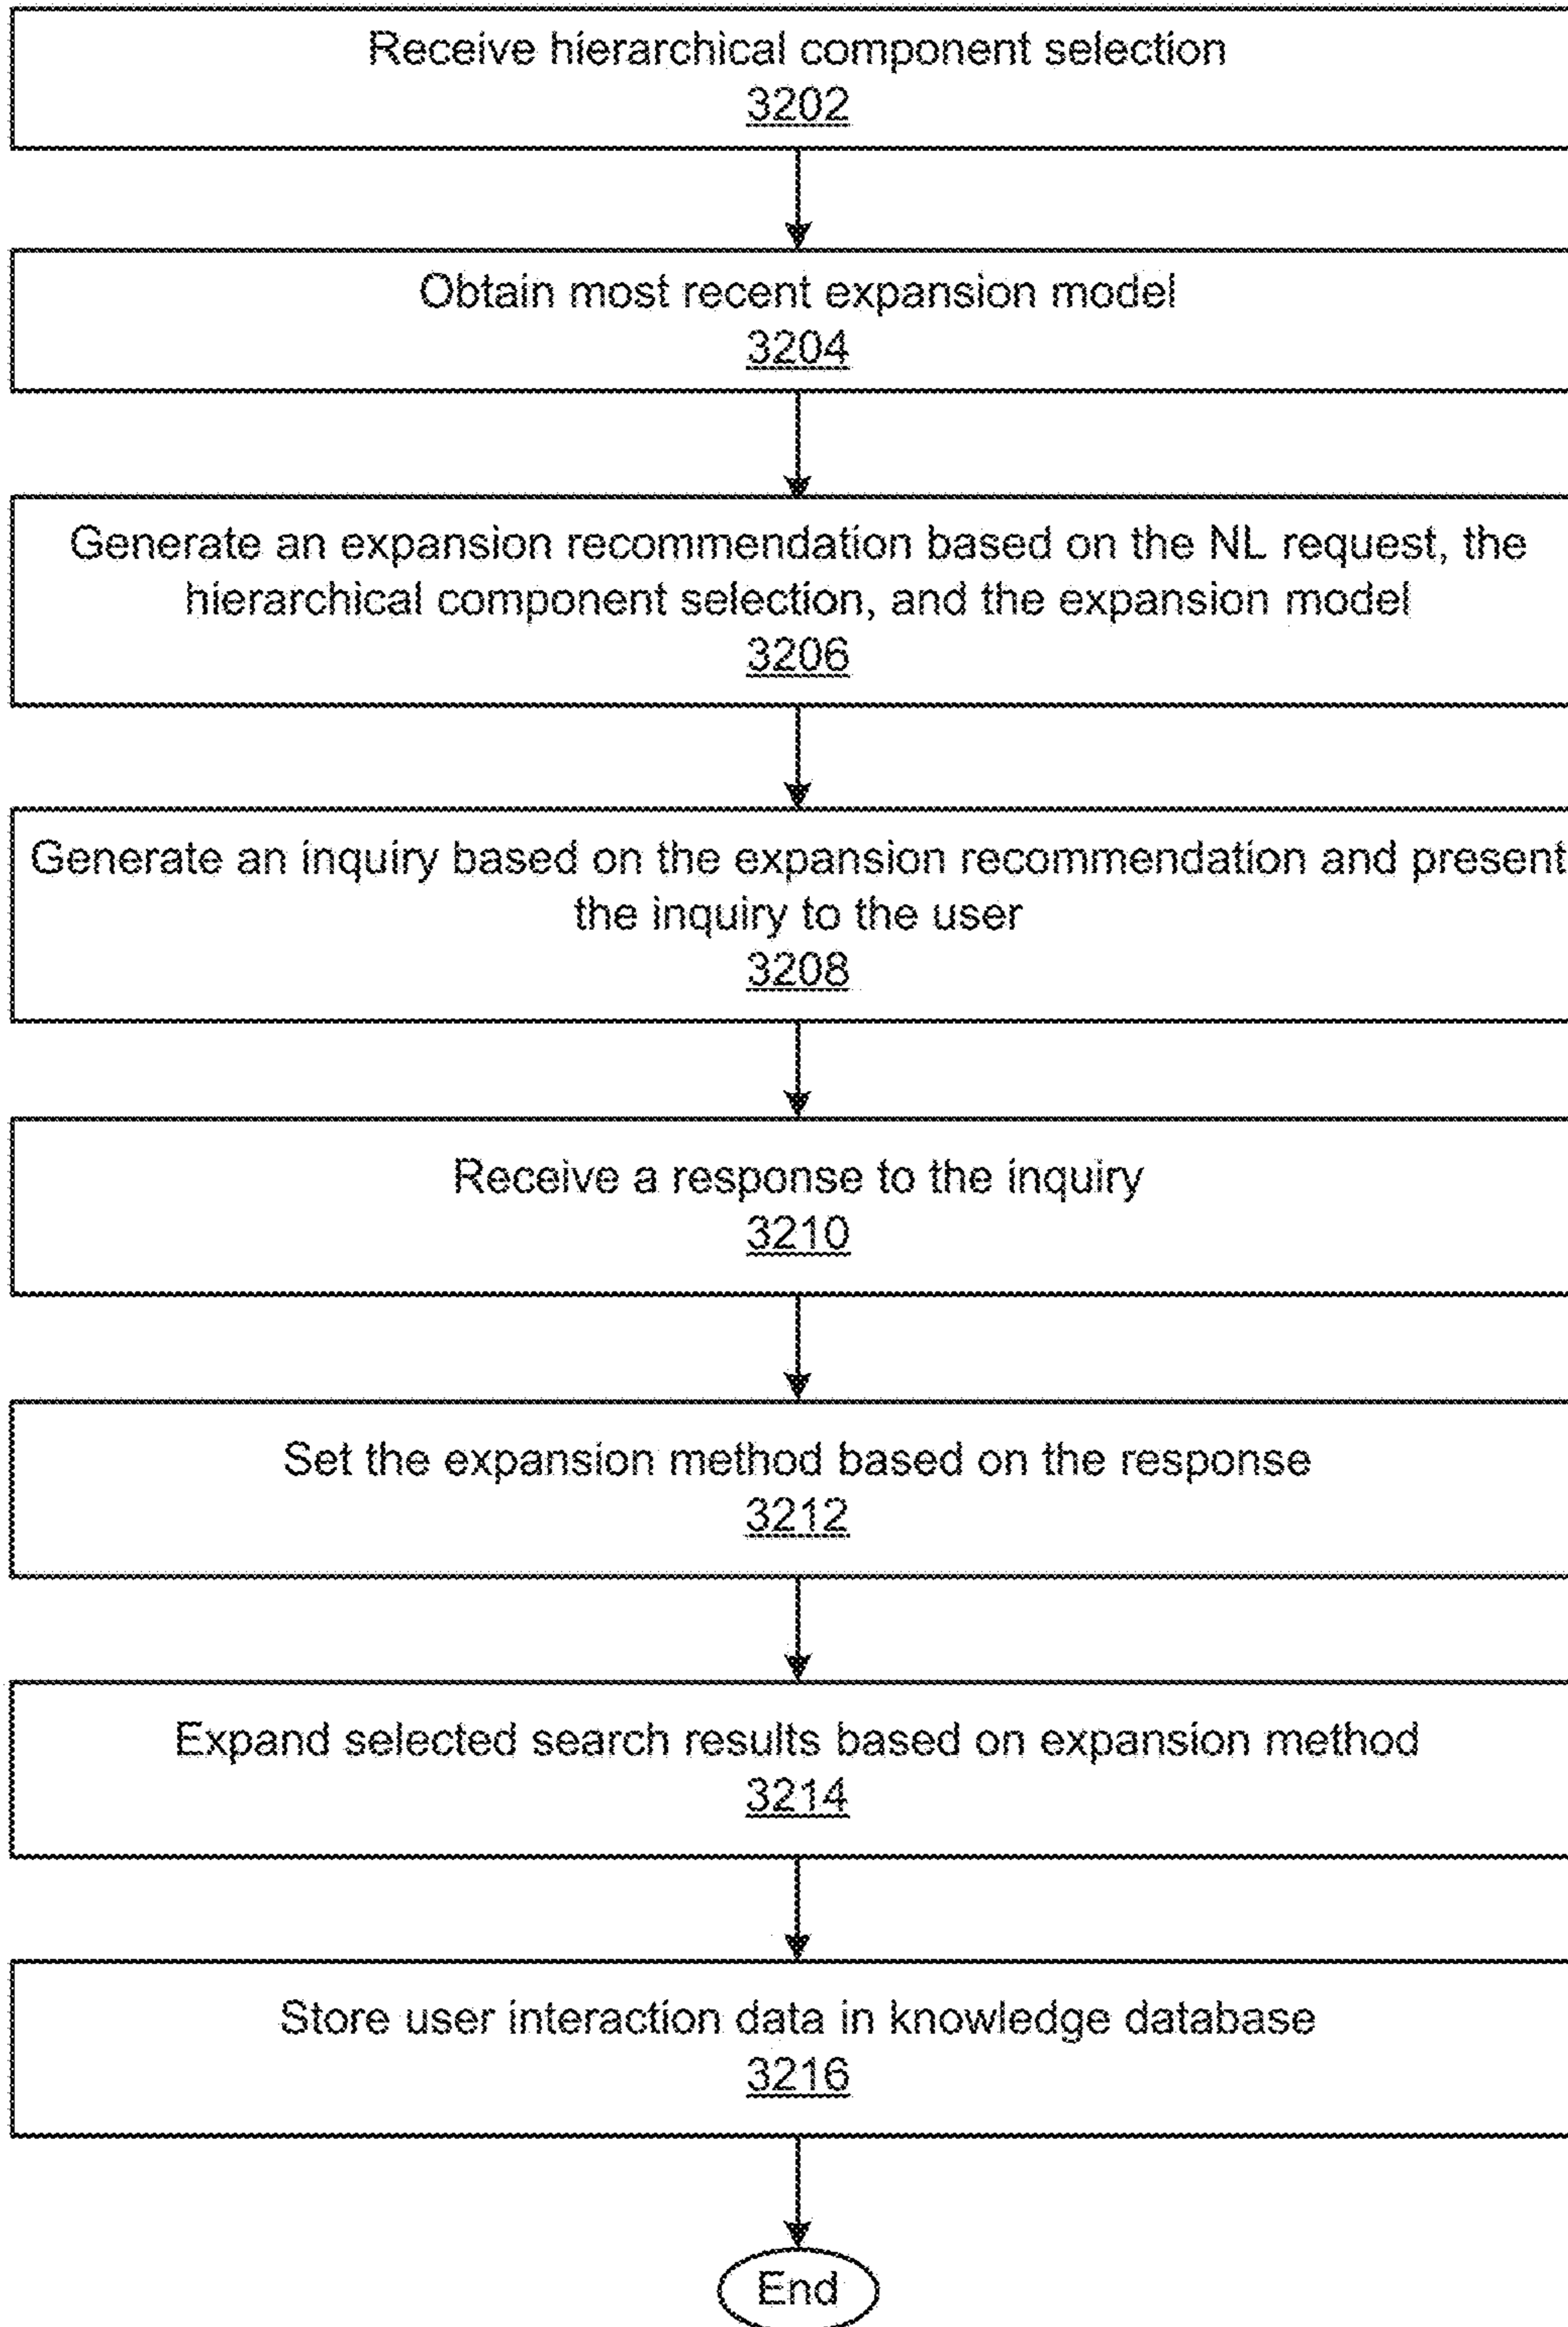 Receive hierarchical component selection
3202
Obtain most recent expansion model
3204
Generate an expansion recommendation based on the NL request, the
hierarchical component selection, and the expansion model
3206
Generate an inquiry based on the expansion recommendation and present
the inquiry to the user
3208
Receive a response to the inquiry
3210
Set the expansion method based on the response
3212
Expand selected search results based on expansion method
3214
Store user interaction data in knowledge database
3216
End